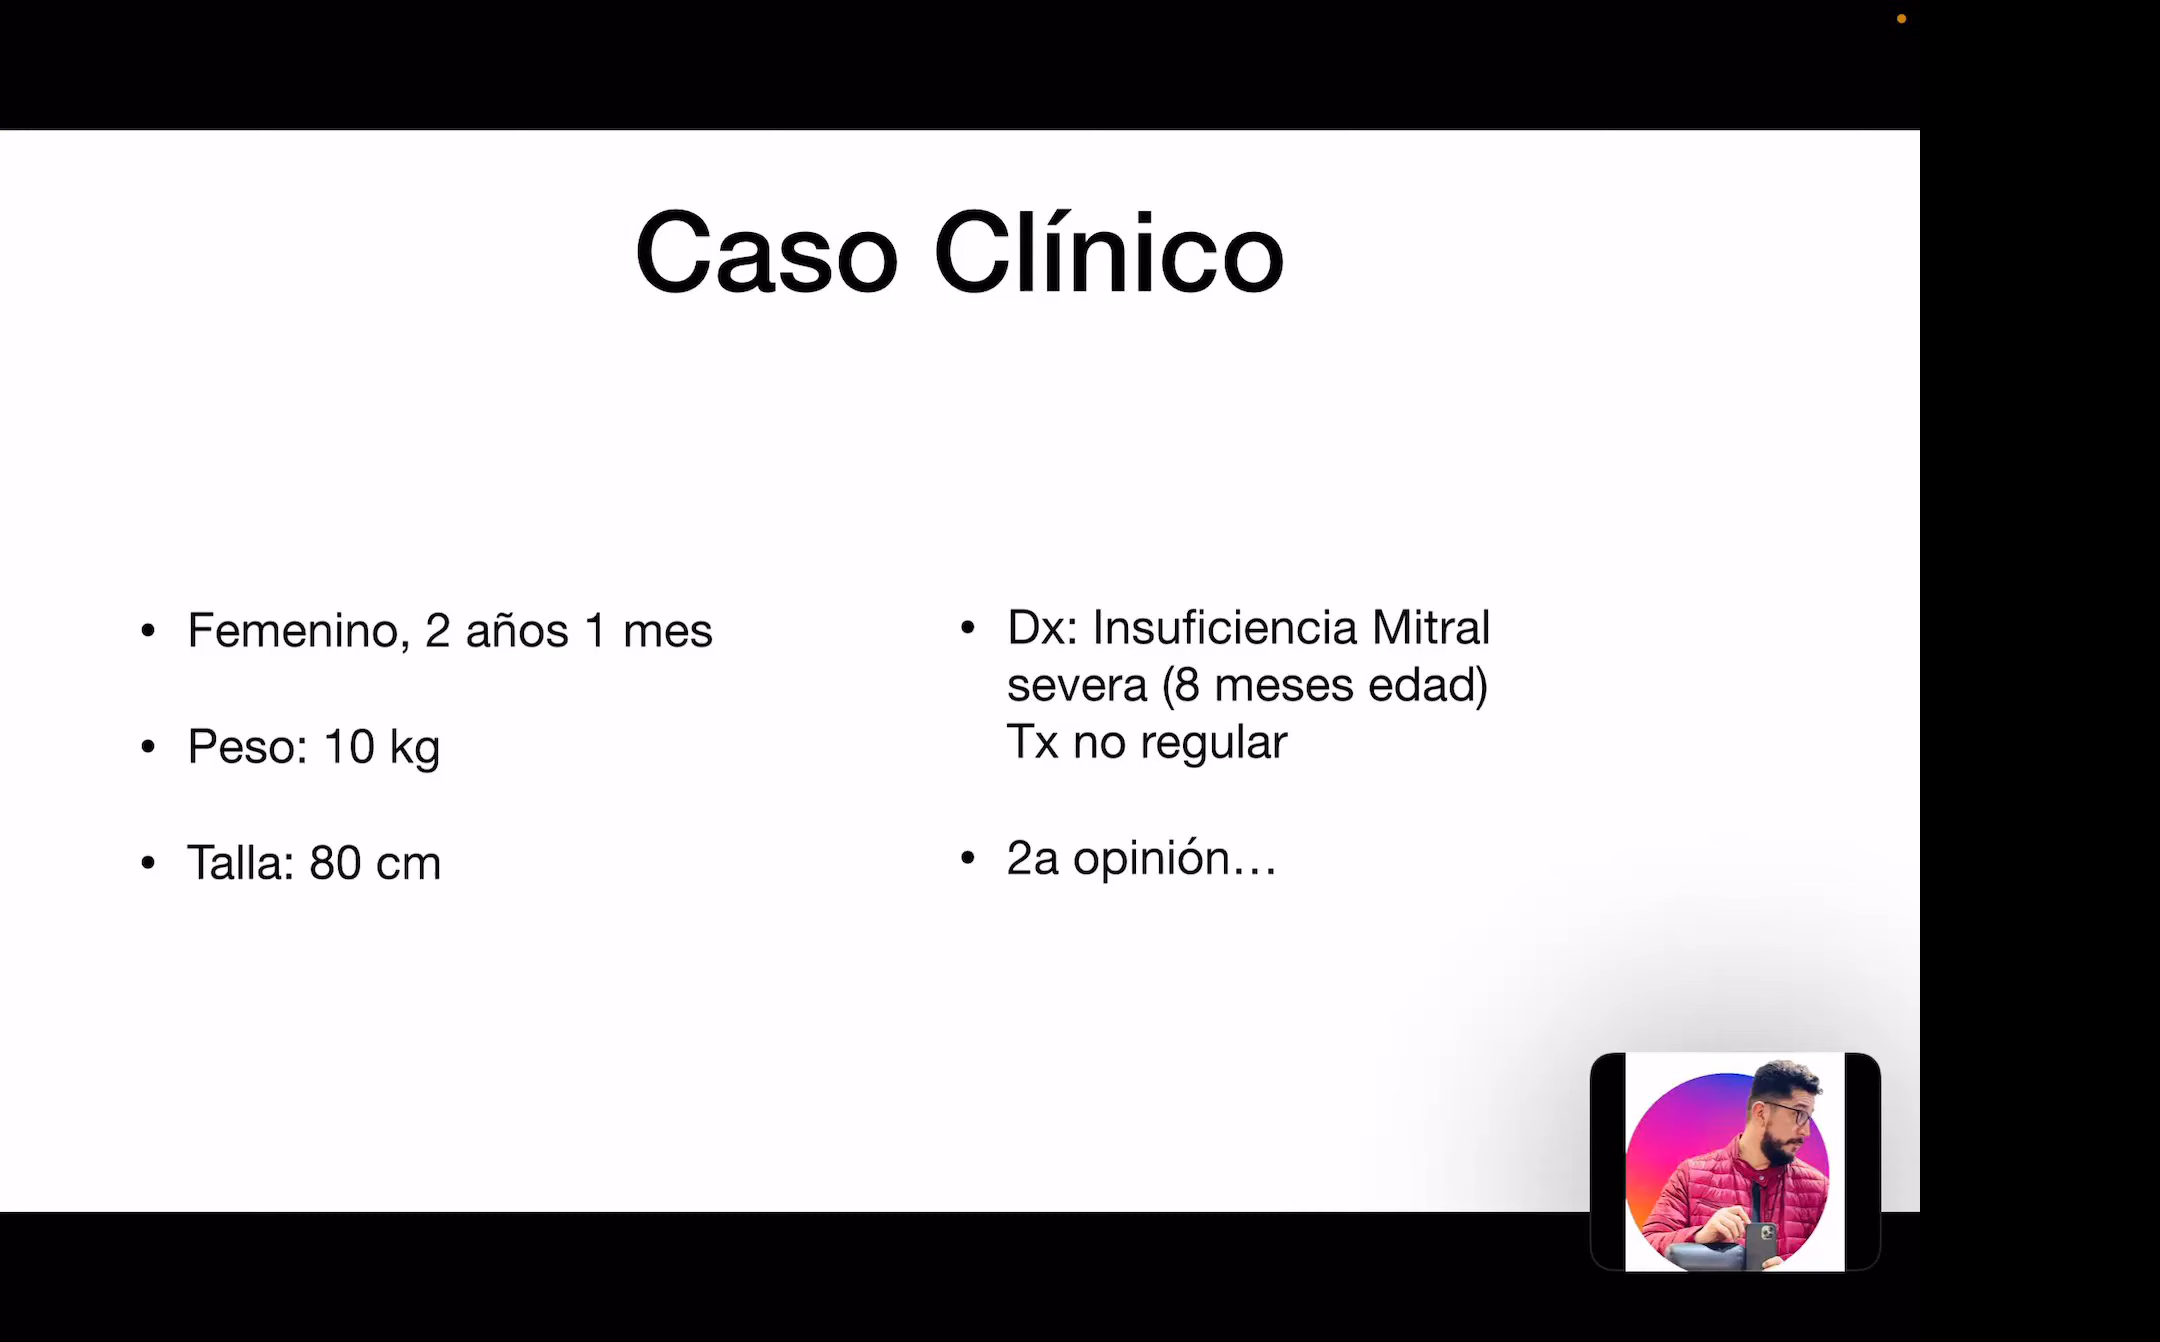 Caso Clínico
• Femenino, 2 años 1 mes
• Peso: 10 kg
• Talla: 80 cm
• Dx: Insuficiencia Mitral
severa (8 meses edad)
Tx no regular
• 2a opinión…